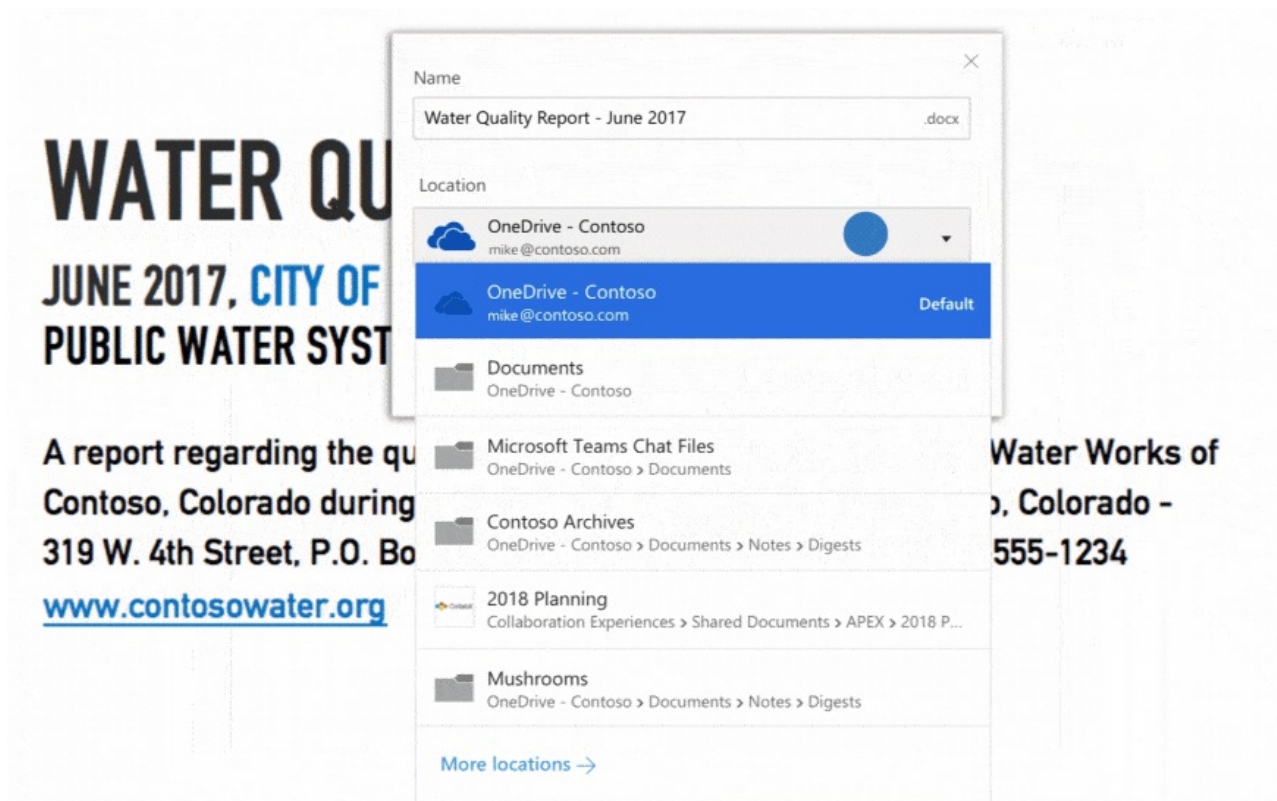 Name
Water Quality Report - June 2017 .docx
Location
OneDrive - Contoso
mike@contoso.com
OneDrive - Contoso
mike@contoso.com
Default
Documents
OneDrive - Contoso
Microsoft Teams Chat Files
OneDrive - Contoso > Documents
Contoso Archives
OneDrive - Contoso > Documents > Notes > Digests
2018 Planning
Collaboration Experiences > Shared Documents > APEX > 2018 P...
Mushrooms
OneDrive - Contoso > Documents > Notes > Digests
More locations →
WATER QU
JUNE 2017, CITY OF
PUBLIC WATER SYST
A report regarding the qu Water Works of
Contoso, Colorado during o, Colorado -
319 W. 4th Street, P.O. Bo 555-1234
www.contosowater.org